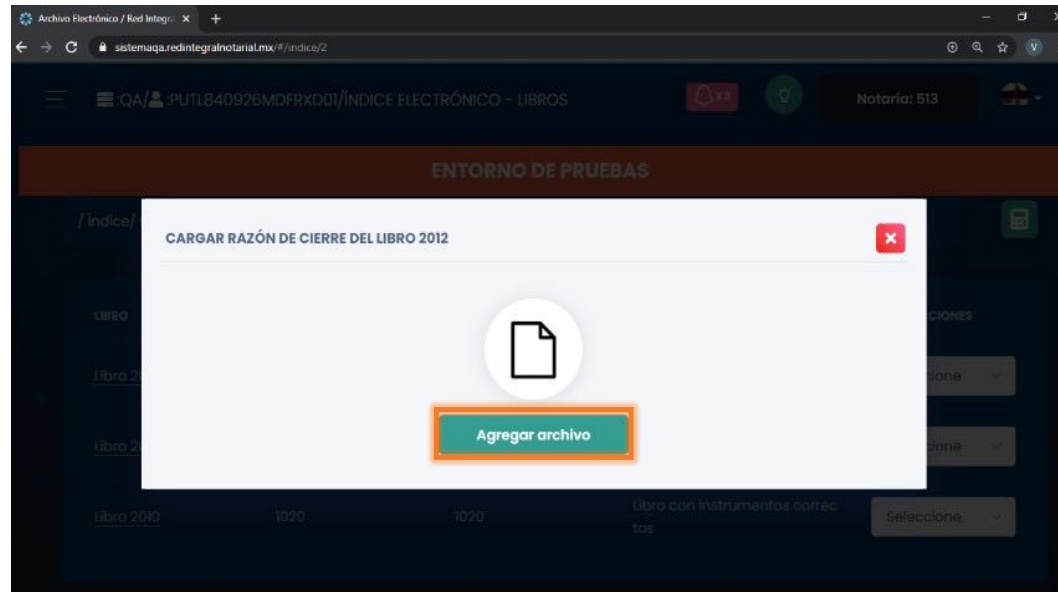 Archivo Electrónico / Red Integra
sistemaqa.redintegralnotarial.mx/#/indice/2
V
:QA/ :PUTL840926MDFRXD01/ÍNDICE ELECTRÓNICO - LIBROS
X3
Notaría: 513
ENTORNO DE PRUEBAS
/Índice/
CARGAR RAZÓN DE CIERRE DEL LIBRO 2012
LIBRO
CIONES
Libro 2
cione
Agregar archivo
Libro 2
cione
Libro 2010
1020
1020
Libro con instrumentos correc
tos
Seleccione